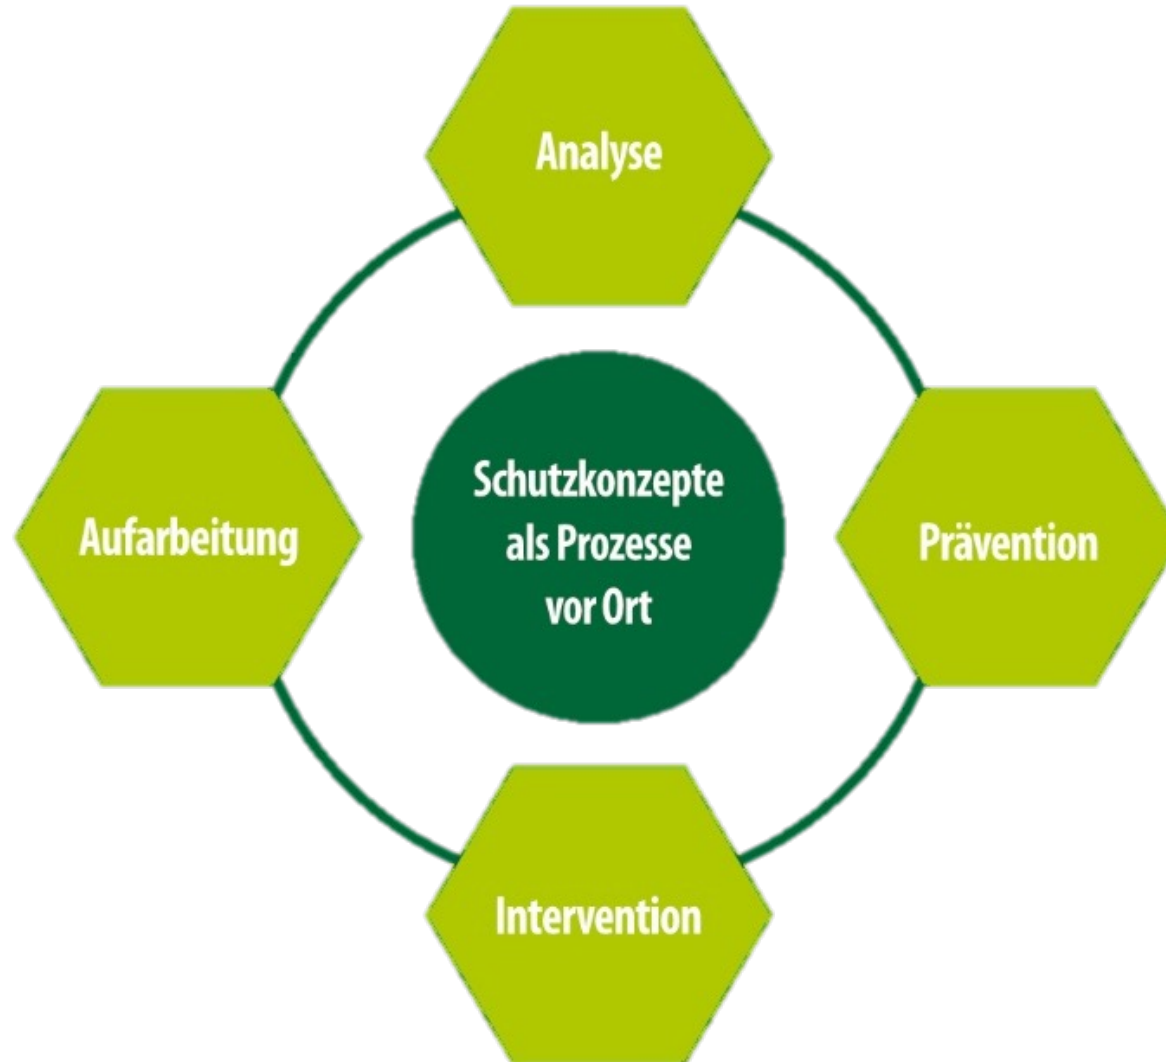 Analyse
Aufarbeitung
Schutzkonzepte
als Prozesse
vor Ort
Prävention
Intervention